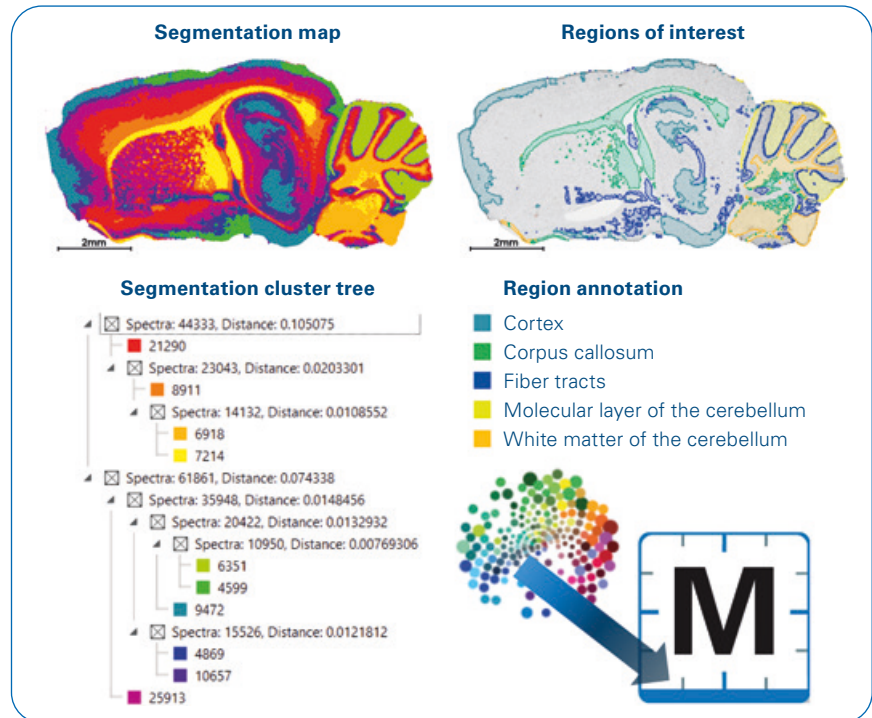 Segmentation map
Regions of interest
2mm
2mm
Segmentation cluster tree
Spectra: 44333, Distance: 0.105075
21290
Spectra: 23043, Distance: 0.0203301
8911
Spectra: 14132, Distance: 0.0108552
6918
7214
Spectra: 61861, Distance: 0.074338
Spectra: 35948, Distance: 0.0148456
Spectra: 20422, Distance: 0.0132932
Spectra: 10950, Distance: 0.00769306
6351
4599
9472
Spectra: 15526, Distance: 0.0121812
4869
10657
25913
Region annotation
Cortex
Corpus callosum
Fiber tracts
Molecular layer of the cerebellum
White matter of the cerebellum
M